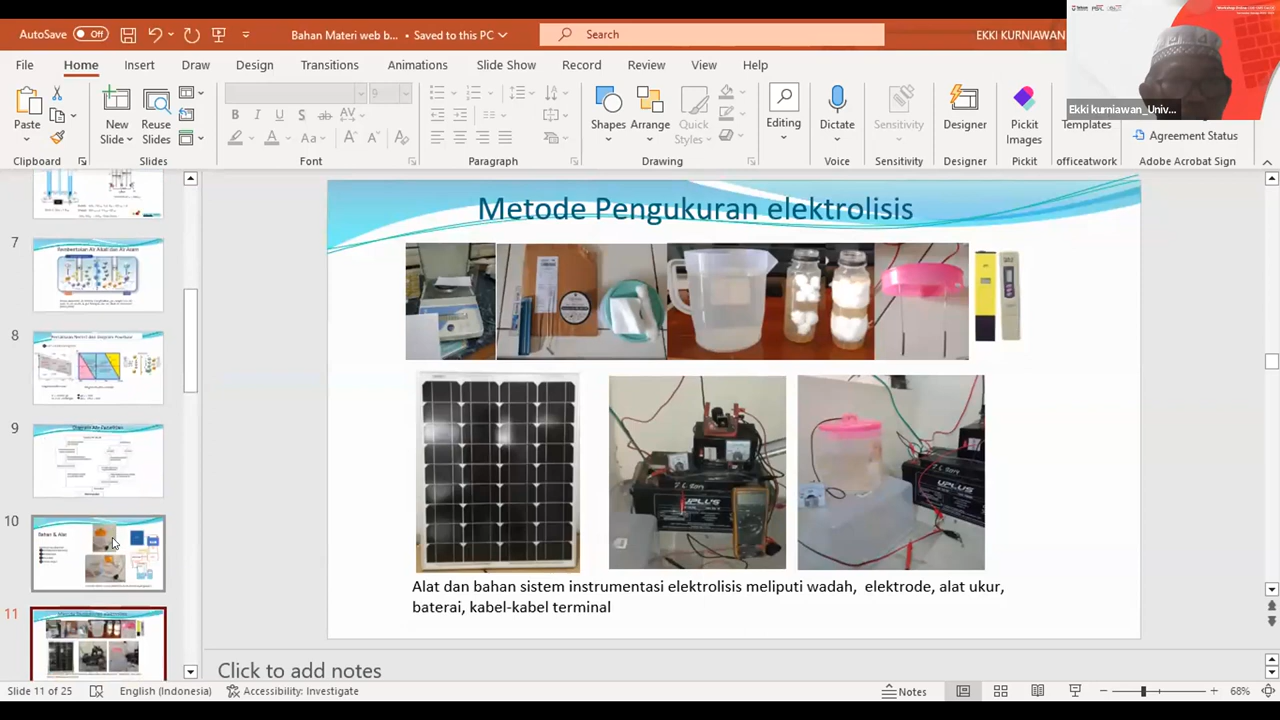 AutoSave
Off
Bahan Materi web b... • Saved to this PC
Search
EKKI KURNIAWAN
File
Home
Insert
Draw
Design
Transitions
Animations
Slide Show
Record
Review
View
Help
Ekki kurniawan_Univ...
Paste
New
Slide
Reuse
Slides
Shapes
Arrange
Quick
Styles
Editing
Dictate
Sensitivity
Designer
Pickit
Images
Templates
Agreement Status
Clipboard
Slides
Font
Paragraph
Drawing
Voice
Sensitivity
Designer
Pickit
officeatwork
Adobe Acrobat Sign
7
8
9
10
Bahan & Alat
11
Metode Pengukuran elektrolisis
UPLUS
UPLUS
Alat dan bahan sistem instrumentasi elektrolisis meliputi wadah, elektrode, alat ukur,
baterai, kabel-kabel terminal
Click to add notes
Slide 11 of 25
English (Indonesia)
Accessibility: Investigate
Notes
68%